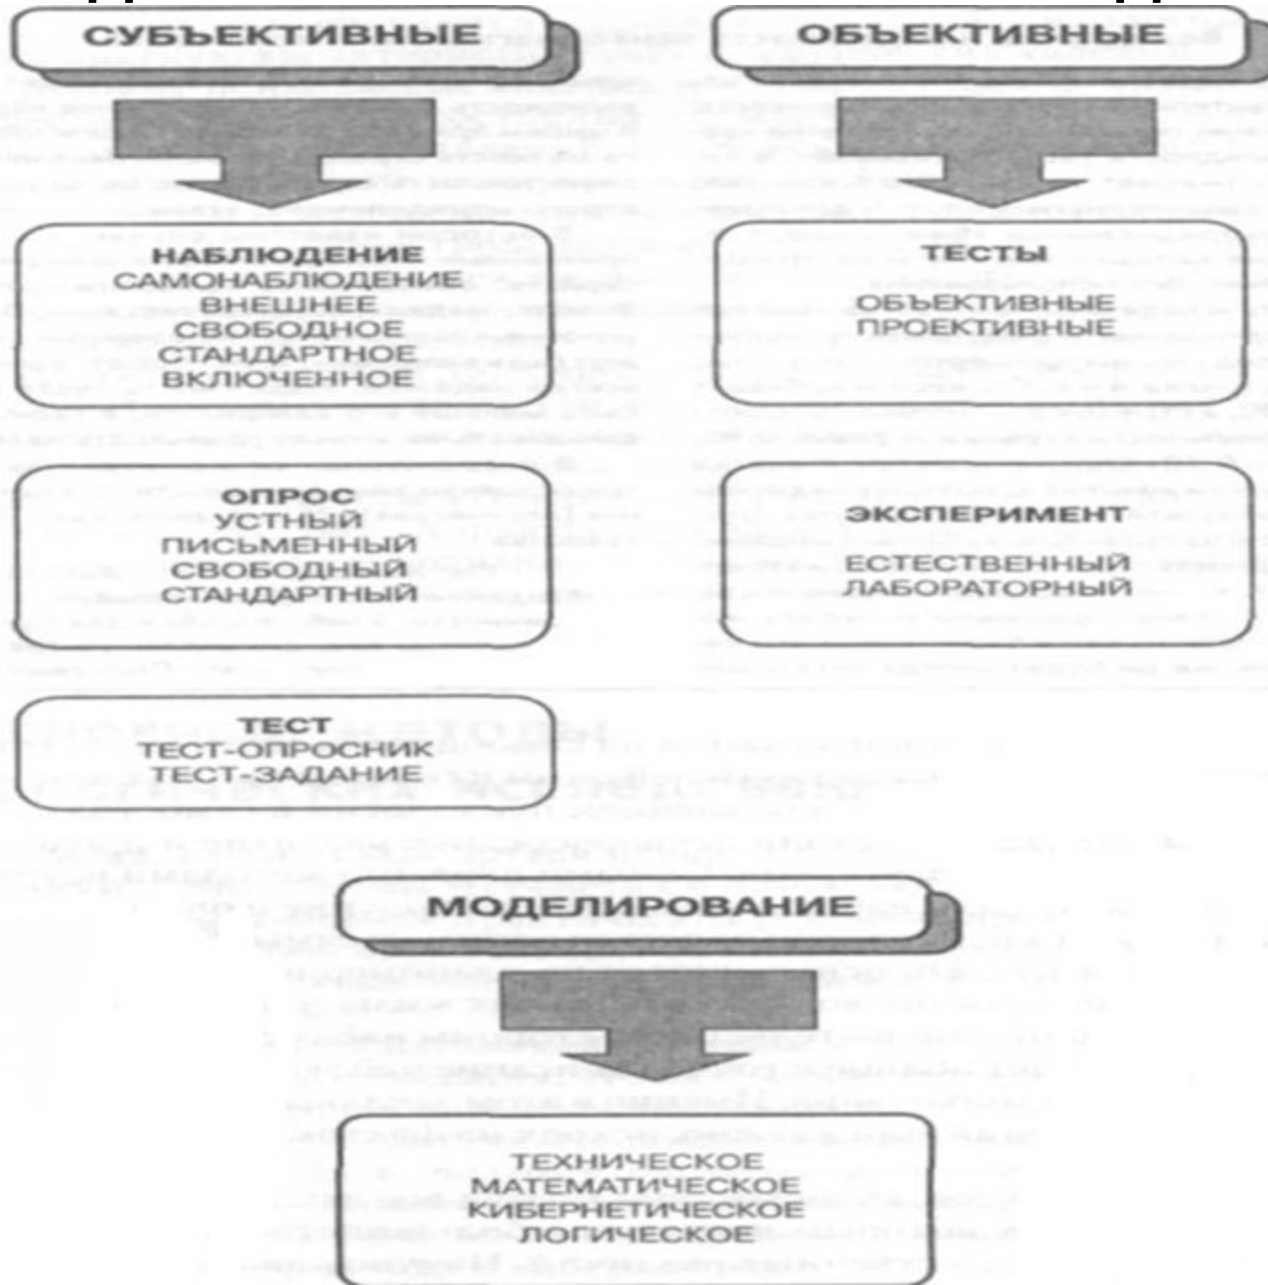 СУБЪЕКТИВНЫЕ
НАБЛЮДЕНИЕ
САМОНАБЛЮДЕНИЕ
ВНЕШНЕЕ
СВОБОДНОЕ
СТАНДАРТНОЕ
ВКЛЮЧЕННОЕ
ОПРОС
УСТНЫЙ
ПИСЬМЕННЫЙ
СВОБОДНЫЙ
СТАНДАРТНЫЙ
ТЕСТ
ТЕСТ-ОПРОСНИК
ТЕСТ-ЗАДАНИЕ
ОБЪЕКТИВНЫЕ
ТЕСТЫ
ОБЪЕКТИВНЫЕ
ПРОЕКТИВНЫЕ
ЭКСПЕРИМЕНТ
ЕСТЕСТВЕННЫЙ
ЛАБОРАТОРНЫЙ
МОДЕЛИРОВАНИЕ
ТЕХНИЧЕСКОЕ
МАТЕМАТИЧЕСКОЕ
КИБЕРНЕТИЧЕСКОЕ
ЛОГИЧЕСКОЕ